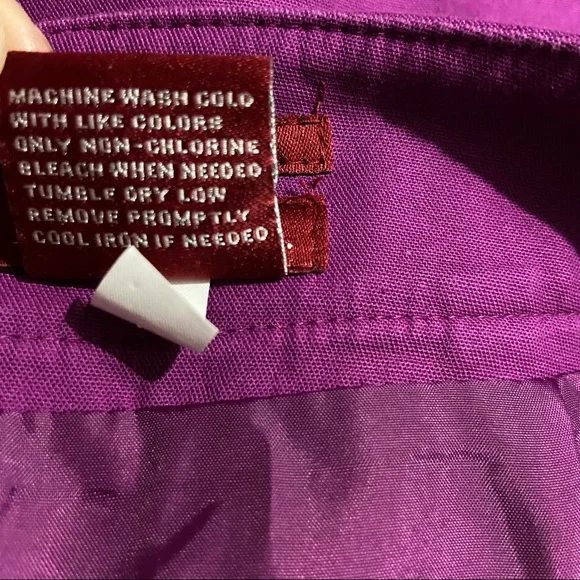 MACHINE WASH COLD
WITH LIKE COLORS
ONLY NON-CHLORINE
BLEACH WHEN NEEDED
TUMBLE DRY LOW
REMOVE PROMPTLY
COOL IRON IF NEEDED